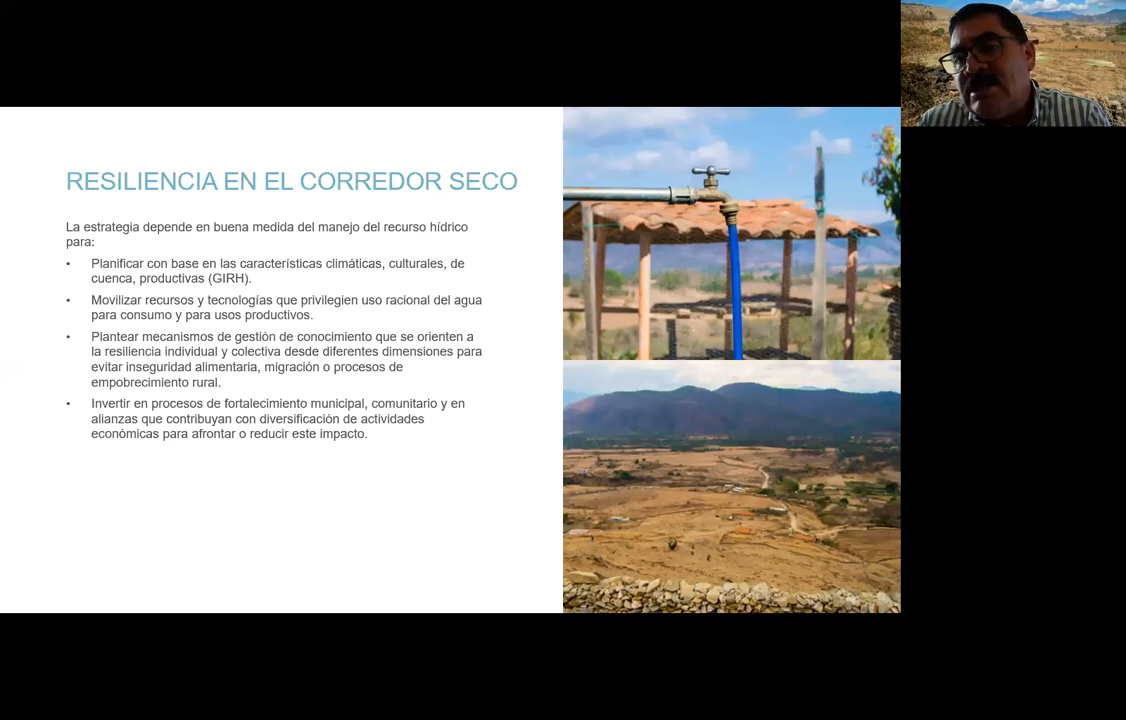 RESILIENCIA EN EL CORREDOR SECO
La estrategia depende en buena medida del manejo del recurso hídrico
para:
• Planificar con base en las características climáticas, culturales, de
cuenca, productivas (GIRH).
• Movilizar recursos y tecnologías que privilegien uso racional del agua
para consumo y para usos productivos.
• Plantear mecanismos de gestión de conocimiento que se orienten a
la resiliencia individual y colectiva desde diferentes dimensiones para
evitar inseguridad alimentaria, migración o procesos de
empobrecimiento rural.
• Invertir en procesos de fortalecimiento municipal, comunitario y en
alianzas que contribuyan con diversificación de actividades
económicas para afrontar o reducir este impacto.